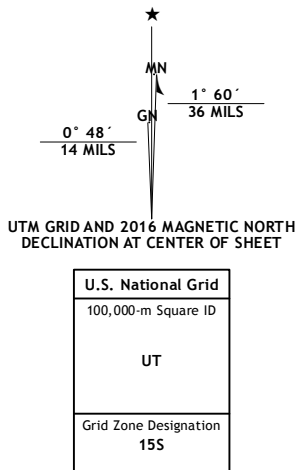 ★
MN
GN
1° 60´
36 MILS
0° 48´
14 MILS
UTM GRID AND 2016 MAGNETIC NORTH
DECLINATION AT CENTER OF SHEET
U.S. National Grid
100,000-m Square ID
UT
Grid Zone Designation
15S